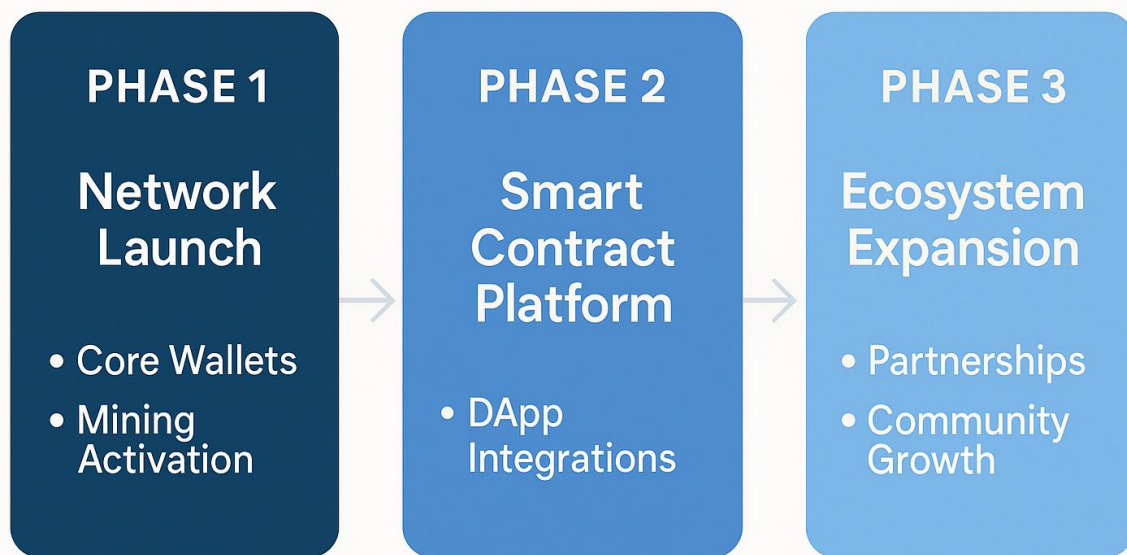 PHASE 1
Network
Launch
• Core Wallets
• Mining
Activation
PHASE 2
Smart
Contract
Platform
• DApp
Integrations
PHASE 3
Ecosystem
Expansion
• Partnerships
• Community
Growth